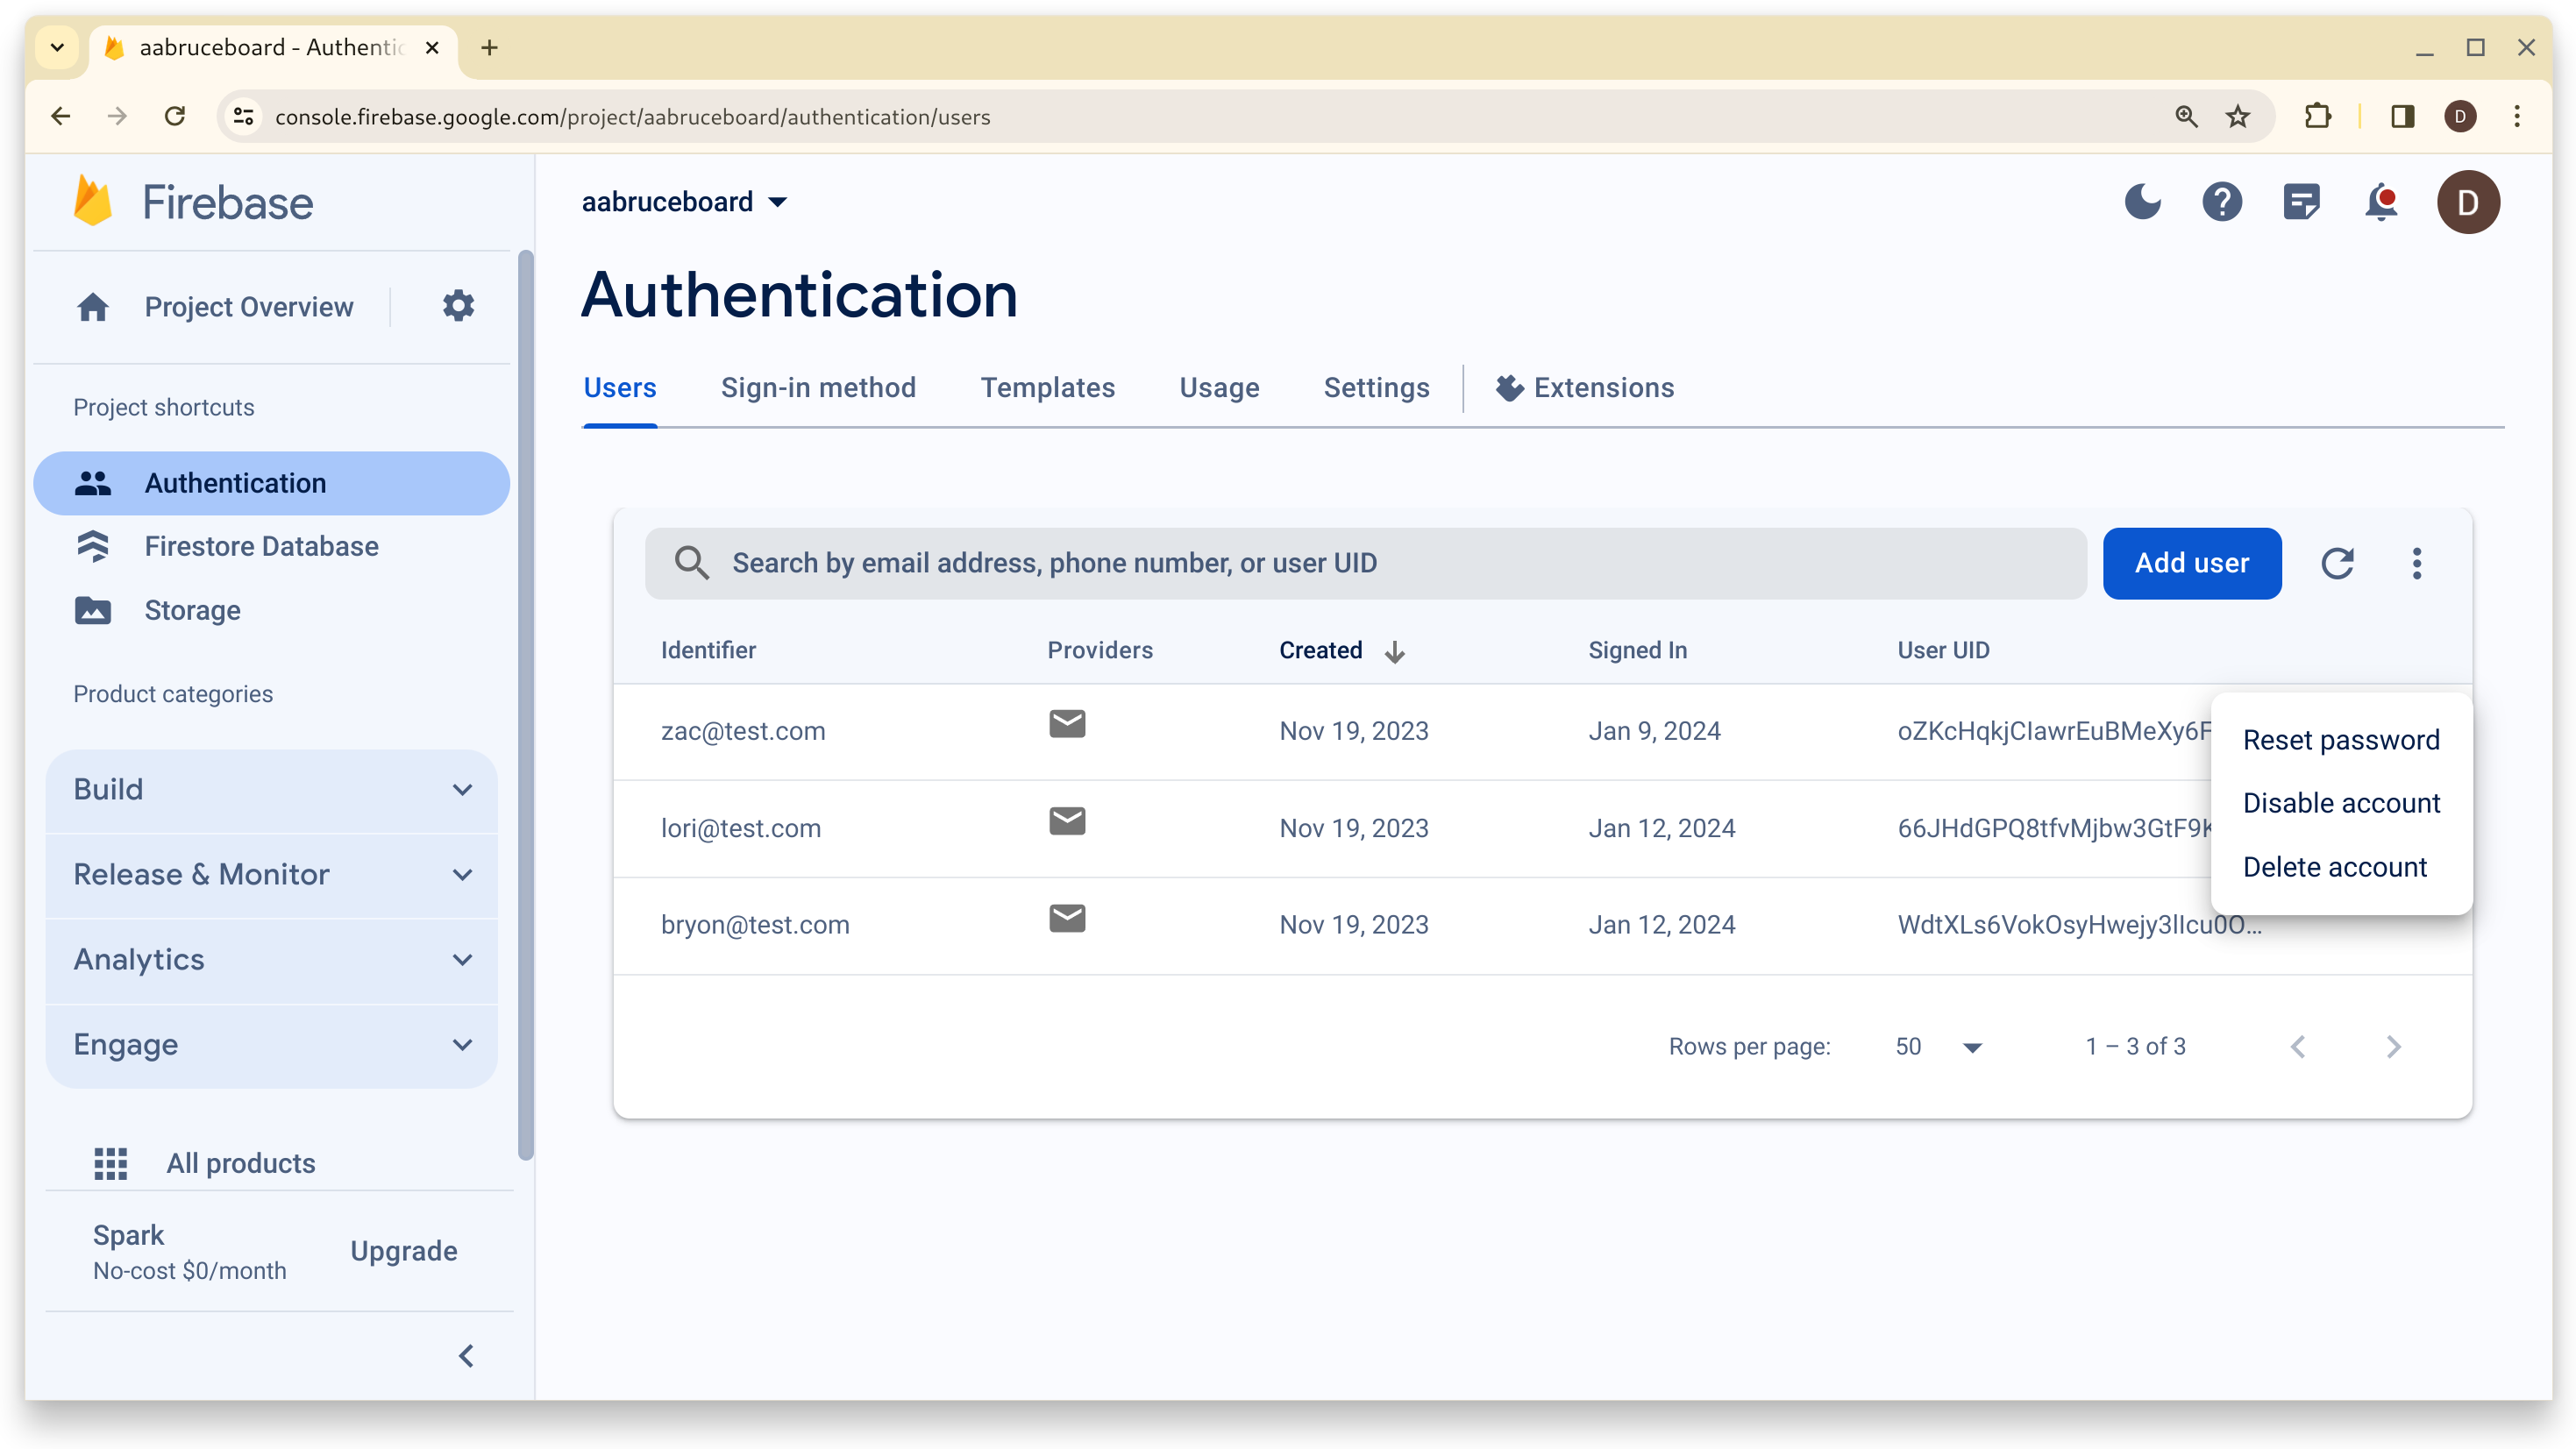 aabruceboard - Authentic
console.firebase.google.com/project/aabruceboard/authentication/users
D
Firebase
Project Overview
Project shortcuts
Authentication
Firestore Database
Storage
Product categories
Build
Release & Monitor
Analytics
Engage
All products
Spark
No-cost $0/month
Upgrade
aabruceboard
D
Authentication
Users Sign-in method Templates Usage Settings Extensions
Search by email address, phone number, or user UID
Add user
Identifier Providers Created Signed In User UID
zac@test.com Nov 19, 2023 Jan 9, 2024 oZKcHqkjCIawrEuBMeXy6F
lori@test.com Nov 19, 2023 Jan 12, 2024 66JHdGPQ8tfvMjbw3GtF9K
bryon@test.com Nov 19, 2023 Jan 12, 2024 WdtXLs6VokOsyHwejy3lIcu0O...
Reset password
Disable account
Delete account
Rows per page: 50 1 – 3 of 3